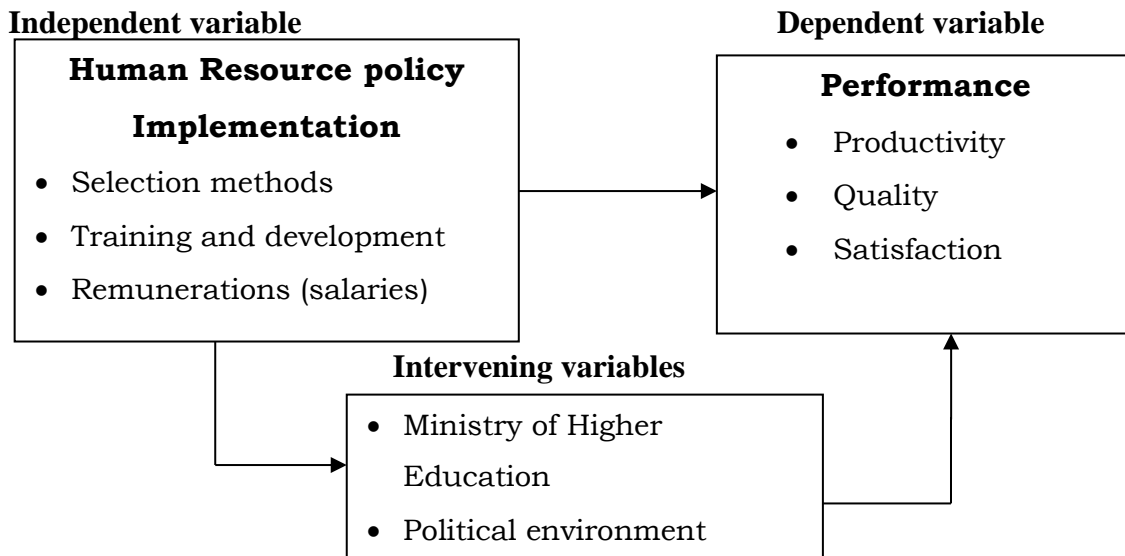 Independent variable
Human Resource policy
Implementation
• Selection methods
• Training and development
• Remunerations (salaries)
Dependent variable
Performance
• Productivity
• Quality
• Satisfaction
Intervening variables
• Ministry of Higher
Education
• Political environment